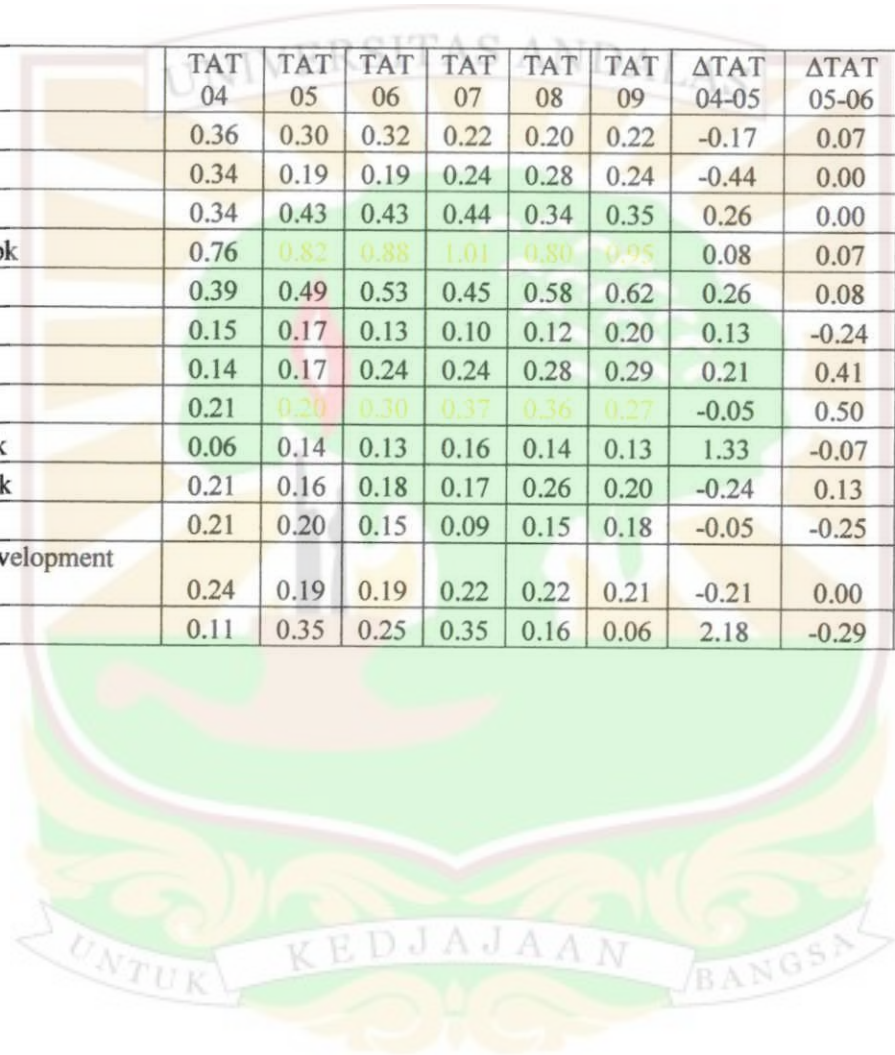 UNIVERSITAS ANDALAS
TAT 04 TAT 05 TAT 06 TAT 07 TAT 08 TAT 09 ΔTAT 04-05 ΔTAT 05-06
0.36 0.30 0.32 0.22 0.20 0.22 -0.17 0.07
0.34 0.19 0.19 0.24 0.28 0.24 -0.44 0.00
0.34 0.43 0.43 0.44 0.34 0.35 0.26 0.00
ok 0.76 0.82 0.88 1.01 0.80 0.95 0.08 0.07
0.39 0.49 0.53 0.45 0.58 0.62 0.26 0.08
0.15 0.17 0.13 0.10 0.12 0.20 0.13 -0.24
0.14 0.17 0.24 0.24 0.28 0.29 0.21 0.41
0.21 0.20 0.30 0.37 0.36 0.27 -0.05 0.50
k 0.06 0.14 0.13 0.16 0.14 0.13 1.33 -0.07
k 0.21 0.16 0.18 0.17 0.26 0.20 -0.24 0.13
0.21 0.20 0.15 0.09 0.15 0.18 -0.05 -0.25
velopment
0.24 0.19 0.19 0.22 0.22 0.21 -0.21 0.00
0.11 0.35 0.25 0.35 0.16 0.06 2.18 -0.29
UNTUK KEDJAJAAN BANGSA